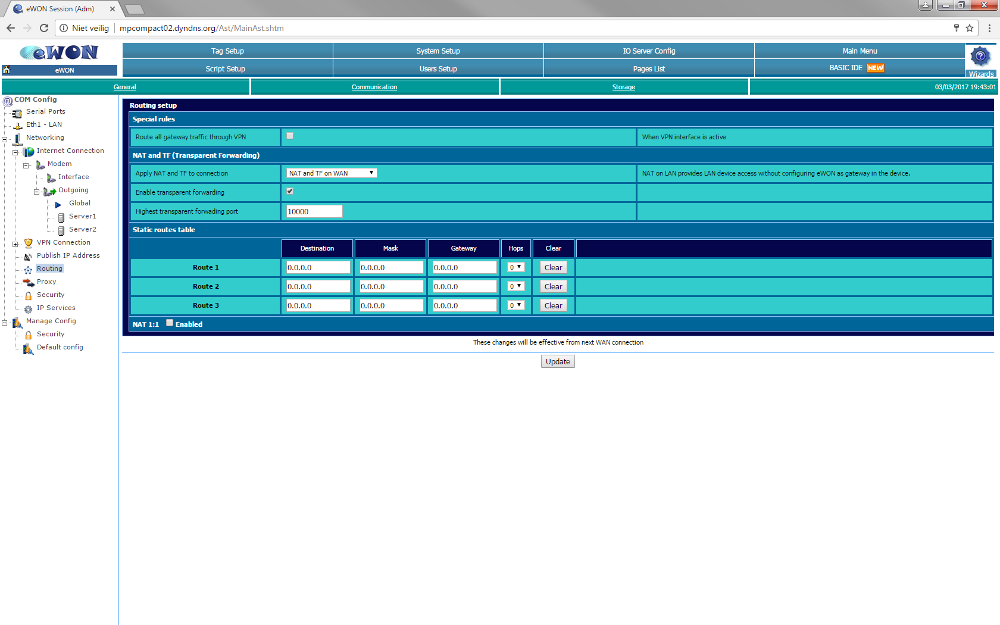 eWON Session (Adm)
Niet veilig | mpcompact02.dyndns.org/Ast/MainAst.shtm
eWON
eWON
Tag Setup
System Setup
IO Server Config
Main Menu
Script Setup
Users Setup
Pages List
BASIC IDE NEW
Wizards
General
Communication
Storage
03/03/2017 19:43:01
COM Config
Serial Ports
Eth1 - LAN
Networking
Internet Connection
Modem
Interface
Outgoing
Global
Server1
Server2
VPN Connection
Publish IP Address
Routing
Proxy
Security
IP Services
Manage Config
Security
Default config
Routing setup
Special rules
Route all gateway traffic through VPN
When VPN interface is active
NAT and TF (Transparent Forwarding)
Apply NAT and TF to connection
NAT and TF on WAN
NAT on LAN provides LAN device access without configuring eWON as gateway in the device.
Enable transparent forwarding
Highest transparent forwading port
10000
Static routes table
Destination Mask Gateway Hops Clear
Route 1 0.0.0.0 0.0.0.0 0.0.0.0 0 Clear
Route 2 0.0.0.0 0.0.0.0 0.0.0.0 0 Clear
Route 3 0.0.0.0 0.0.0.0 0.0.0.0 0 Clear
NAT 1:1 Enabled
These changes will be effective from next WAN connection
Update